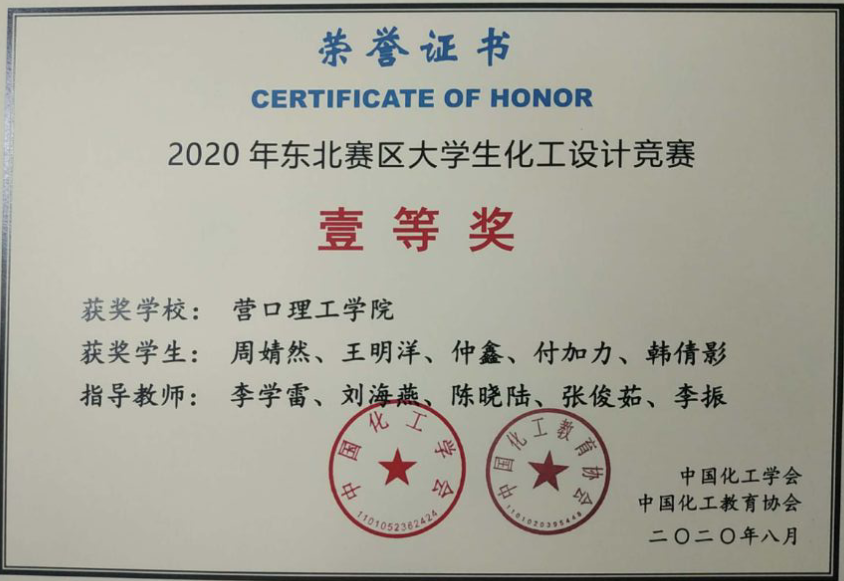 荣誉证书
CERTIFICATE OF HONOR
2020年东北赛区大学生化工设计竞赛
壹等奖
获奖学校：营口理工学院
获奖学生：周婧然、王明洋、仲鑫、付加力、韩倩影
指导教师：李学雷、刘海燕、陈晓陆、张俊茹、李振
中国化工学会
1101052362424
中国化工教育协会
中国化工学会
中国化工教育协会
二〇二〇年八月